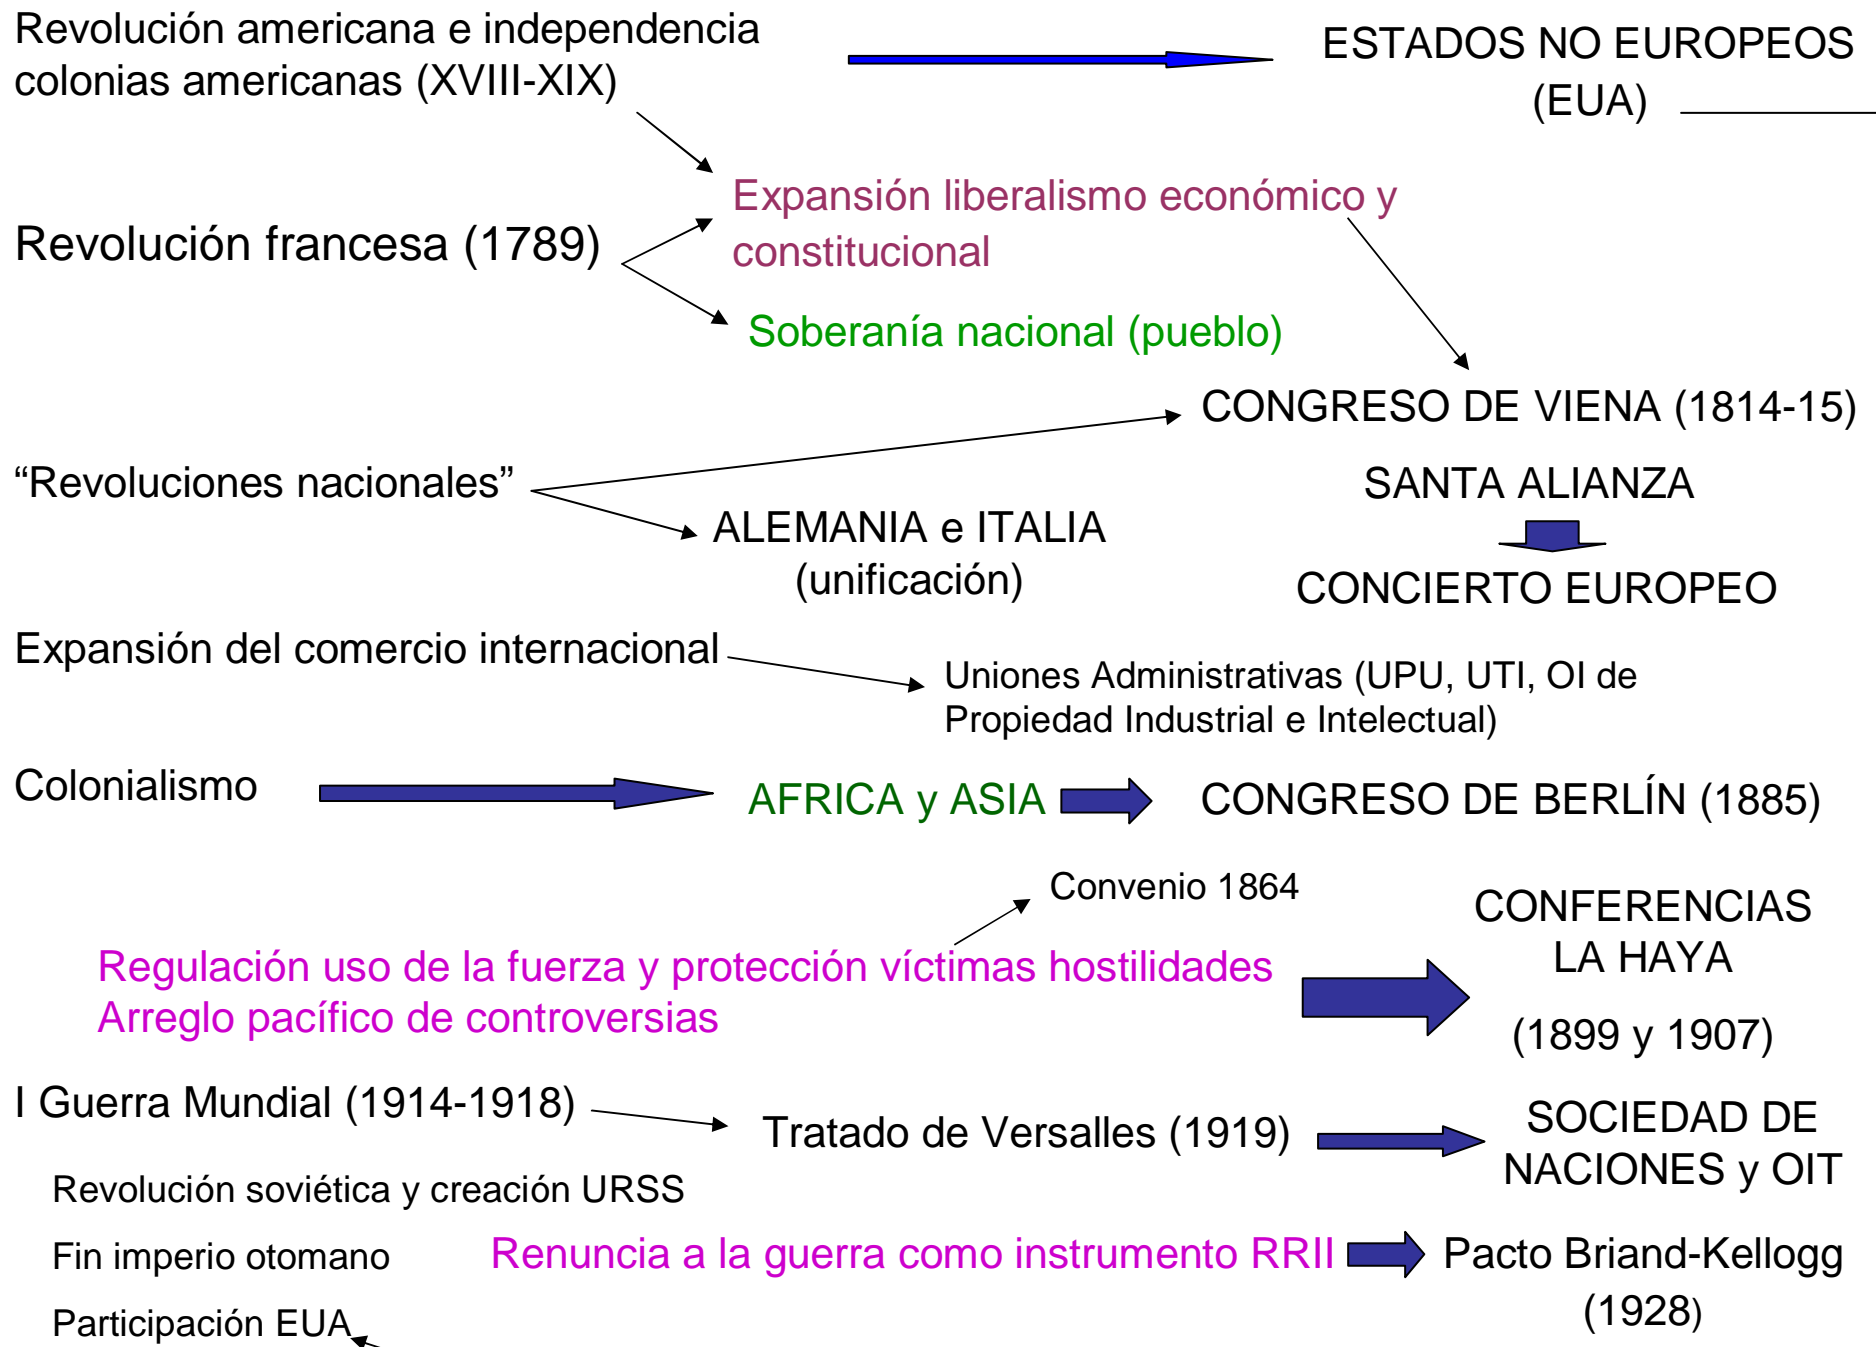 Revolución americana e independencia
colonias americanas (XVIII-XIX)
ESTADOS NO EUROPEOS
(EUA)
Expansión liberalismo económico y
constitucional
Revolución francesa (1789)
Soberanía nacional (pueblo)
CONGRESO DE VIENA (1814-15)
“Revoluciones nacionales”
SANTA ALIANZA
ALEMANIA e ITALIA
(unificación)
CONCIERTO EUROPEO
Expansión del comercio internacional
Uniones Administrativas (UPU, UTI, OI de
Propiedad Industrial e Intelectual)
Colonialismo
AFRICA y ASIA
CONGRESO DE BERLÍN (1885)
Convenio 1864
CONFERENCIAS
LA HAYA
(1899 y 1907)
Regulación uso de la fuerza y protección víctimas hostilidades
Arreglo pacífico de controversias
I Guerra Mundial (1914-1918)
Tratado de Versalles (1919)
SOCIEDAD DE
NACIONES y OIT
Revolución soviética y creación URSS
Fin imperio otomano
Renuncia a la guerra como instrumento RRII
Pacto Briand-Kellogg
(1928)
Participación EUA